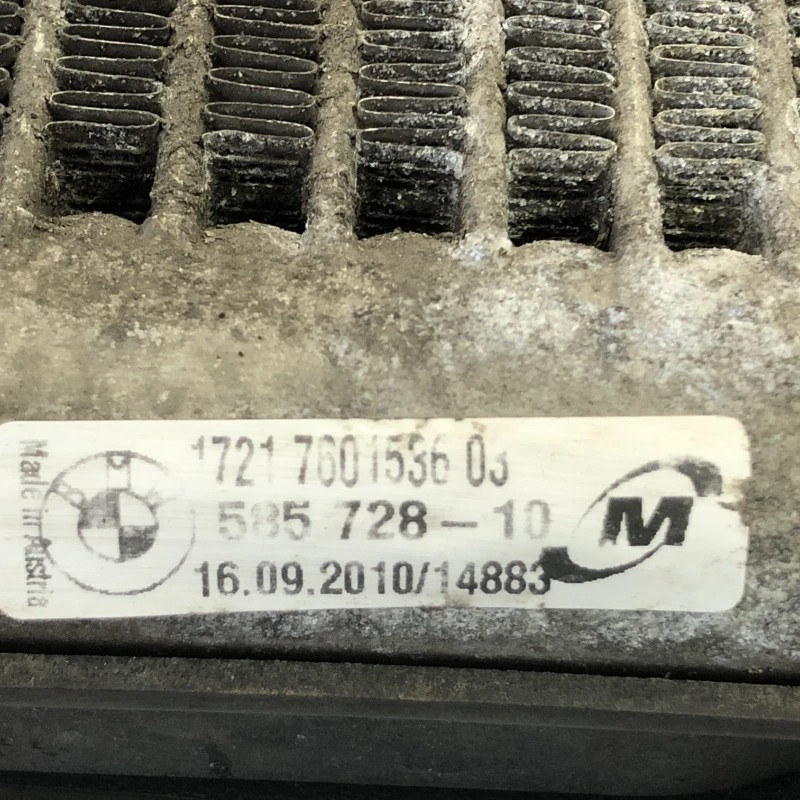 Made in Austria
1721 7601536 03
585 728 – 10
16.09.2010/14883
M